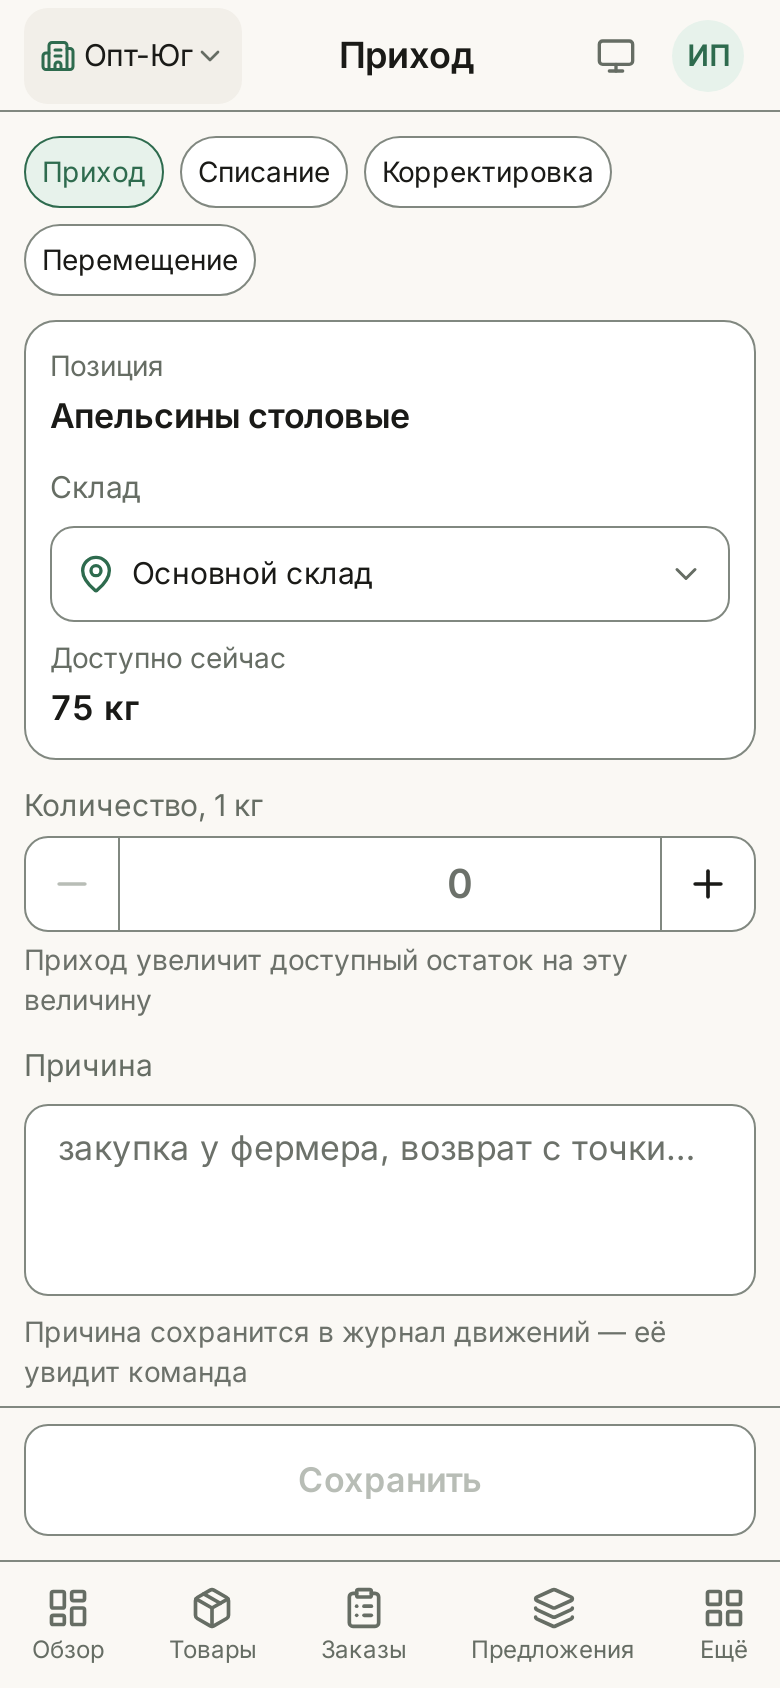 Опт-Юг
Приход
ИП
Приход
Списание
Корректировка
Перемещение
Позиция
Апельсины столовые
Склад
Основной склад
Доступно сейчас
75 кг
Количество, 1 кг
0
Приход увеличит доступный остаток на эту
величину
Причина
закупка у фермера, возврат с точки...
Причина сохранится в журнал движений — её
увидит команда
Сохранить
Обзор
Товары
Заказы
Предложения
Ещё